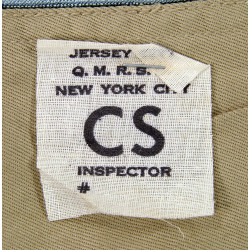 JERSEY
Q. M. R. S.
NEW YORK CITY
CS
INSPECTOR
#